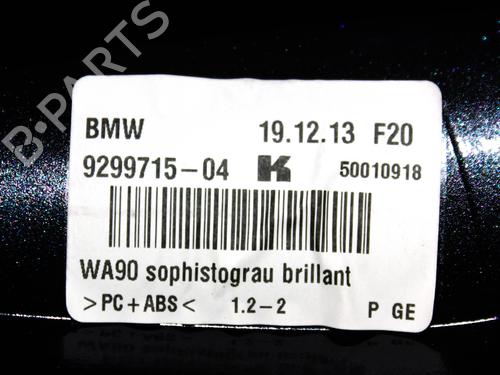 B-PARTS
BMW 19.12.13 F20
9299715-04 K 50010918
WA90 sophistograu brillant
>PC+ABS< 1.2-2 P GE